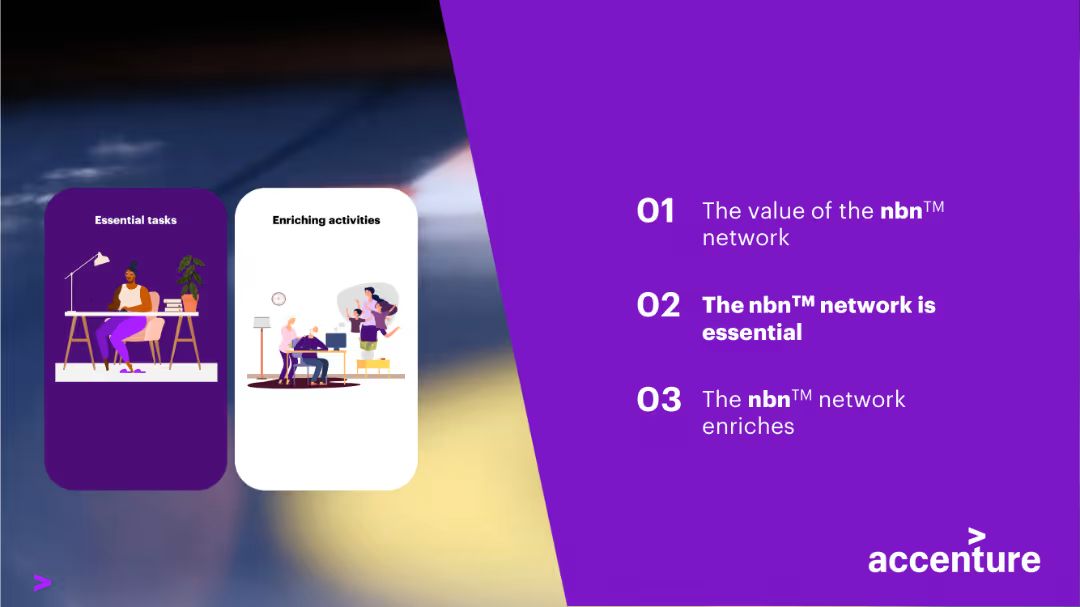 Essential tasks
Enriching activities
01 The value of the nbn™
network
02 The nbn™ network is
essential
03 The nbn™ network
enriches
accenture